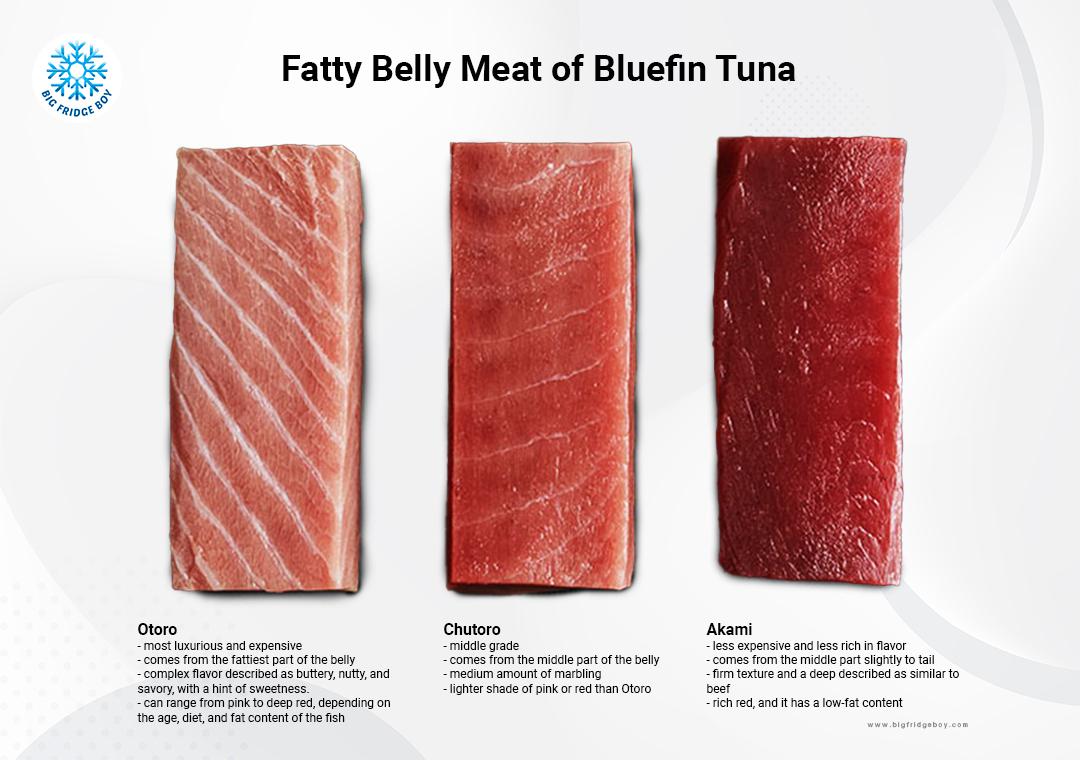 BIG FRIDGE BOY
Fatty Belly Meat of Bluefin Tuna
Otoro
- most luxurious and expensive
- comes from the fattiest part of the belly
- complex flavor described as buttery, nutty, and
savory, with a hint of sweetness.
- can range from pink to deep red, depending on
the age, diet, and fat content of the fish
Chutoro
- middle grade
- comes from the middle part of the belly
- medium amount of marbling
- lighter shade of pink or red than Otoro
Akami
- less expensive and less rich in flavor
- comes from the middle part slightly to tail
- firm texture and a deep described as similar to
beef
- rich red, and it has a low-fat content
www.bigfridgeboy.com